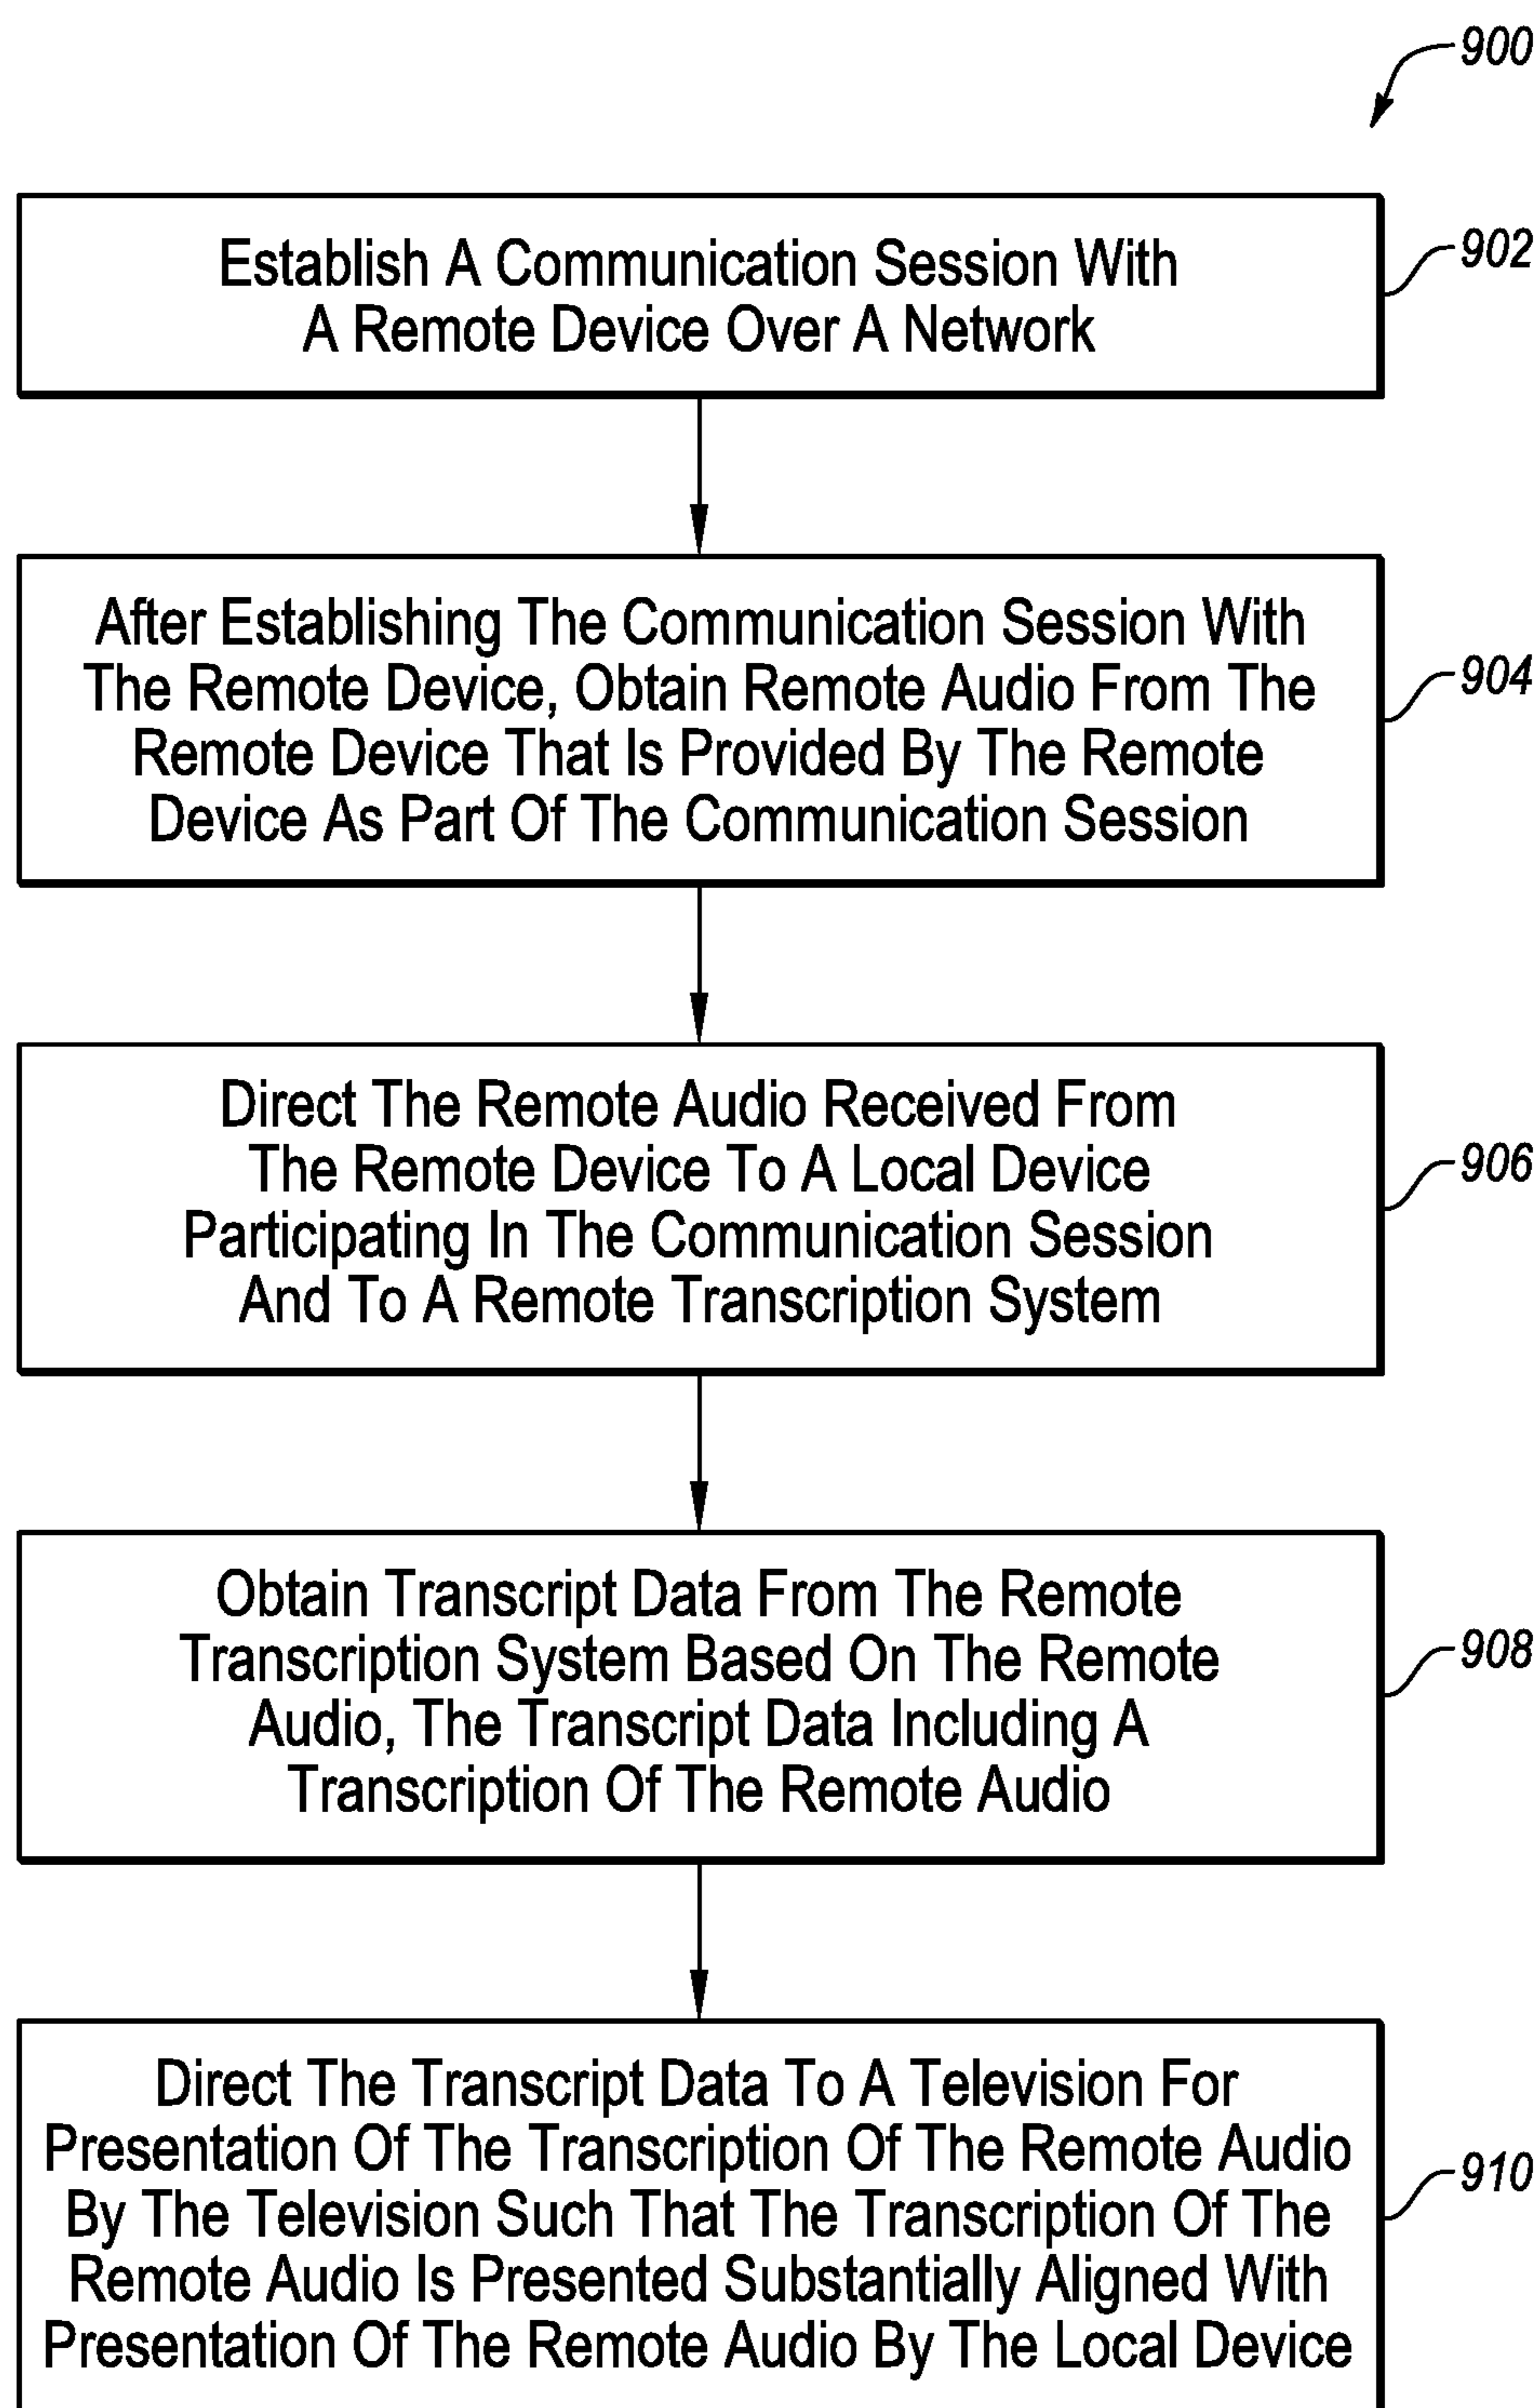 900
Establish A Communication Session With
A Remote Device Over A Network
902
After Establishing The Communication Session With
The Remote Device, Obtain Remote Audio From The
Remote Device That Is Provided By The Remote
Device As Part Of The Communication Session
904
Direct The Remote Audio Received From
The Remote Device To A Local Device
Participating In The Communication Session
And To A Remote Transcription System
906
Obtain Transcript Data From The Remote
Transcription System Based On The Remote
Audio, The Transcript Data Including A
Transcription Of The Remote Audio
908
Direct The Transcript Data To A Television For
Presentation Of The Transcription Of The Remote Audio
By The Television Such That The Transcription Of The
Remote Audio Is Presented Substantially Aligned With
Presentation Of The Remote Audio By The Local Device
910